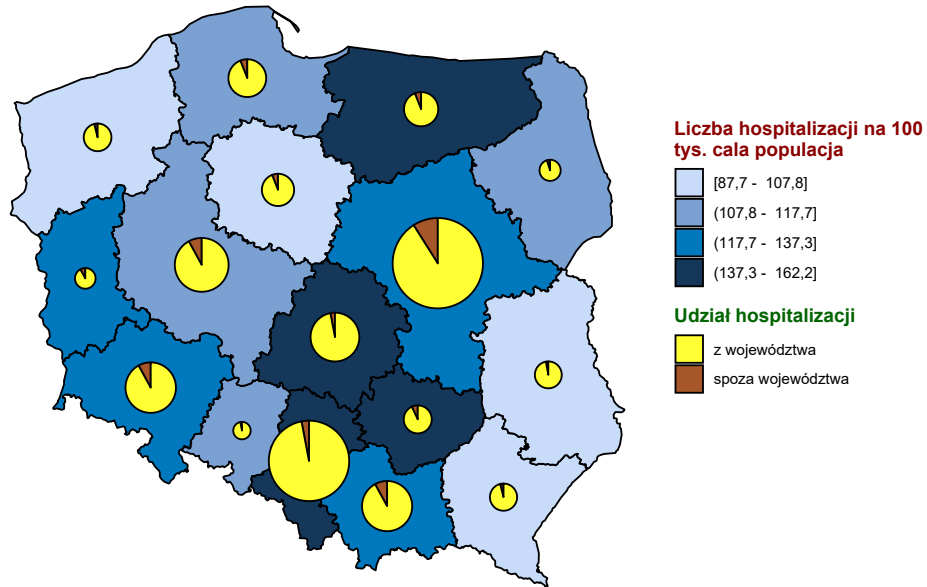 Liczba hospitalizacji na 100
tys. cala populacja
[87,7 - 107,8]
(107,8 - 117,7]
(117,7 - 137,3]
(137,3 - 162,2]
Udział hospitalizacji
z województwa
spoza województwa